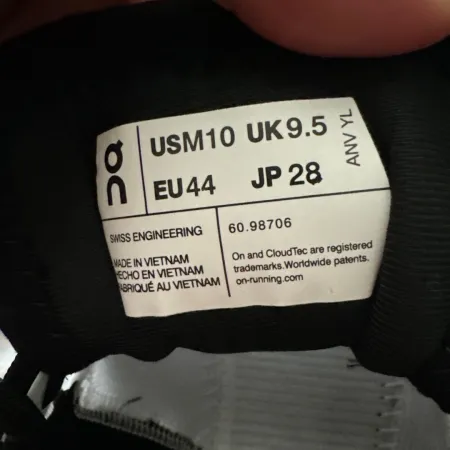 On
USM10 UK9.5
EU44 JP 28
ANV YL
SWISS ENGINEERING
MADE IN VIETNAM
HECHO EN VIETNAM
FABRIQUÉ AU VIETNAM
60.98706
On and CloudTec are registered
trademarks.Worldwide patents.
on-running.com